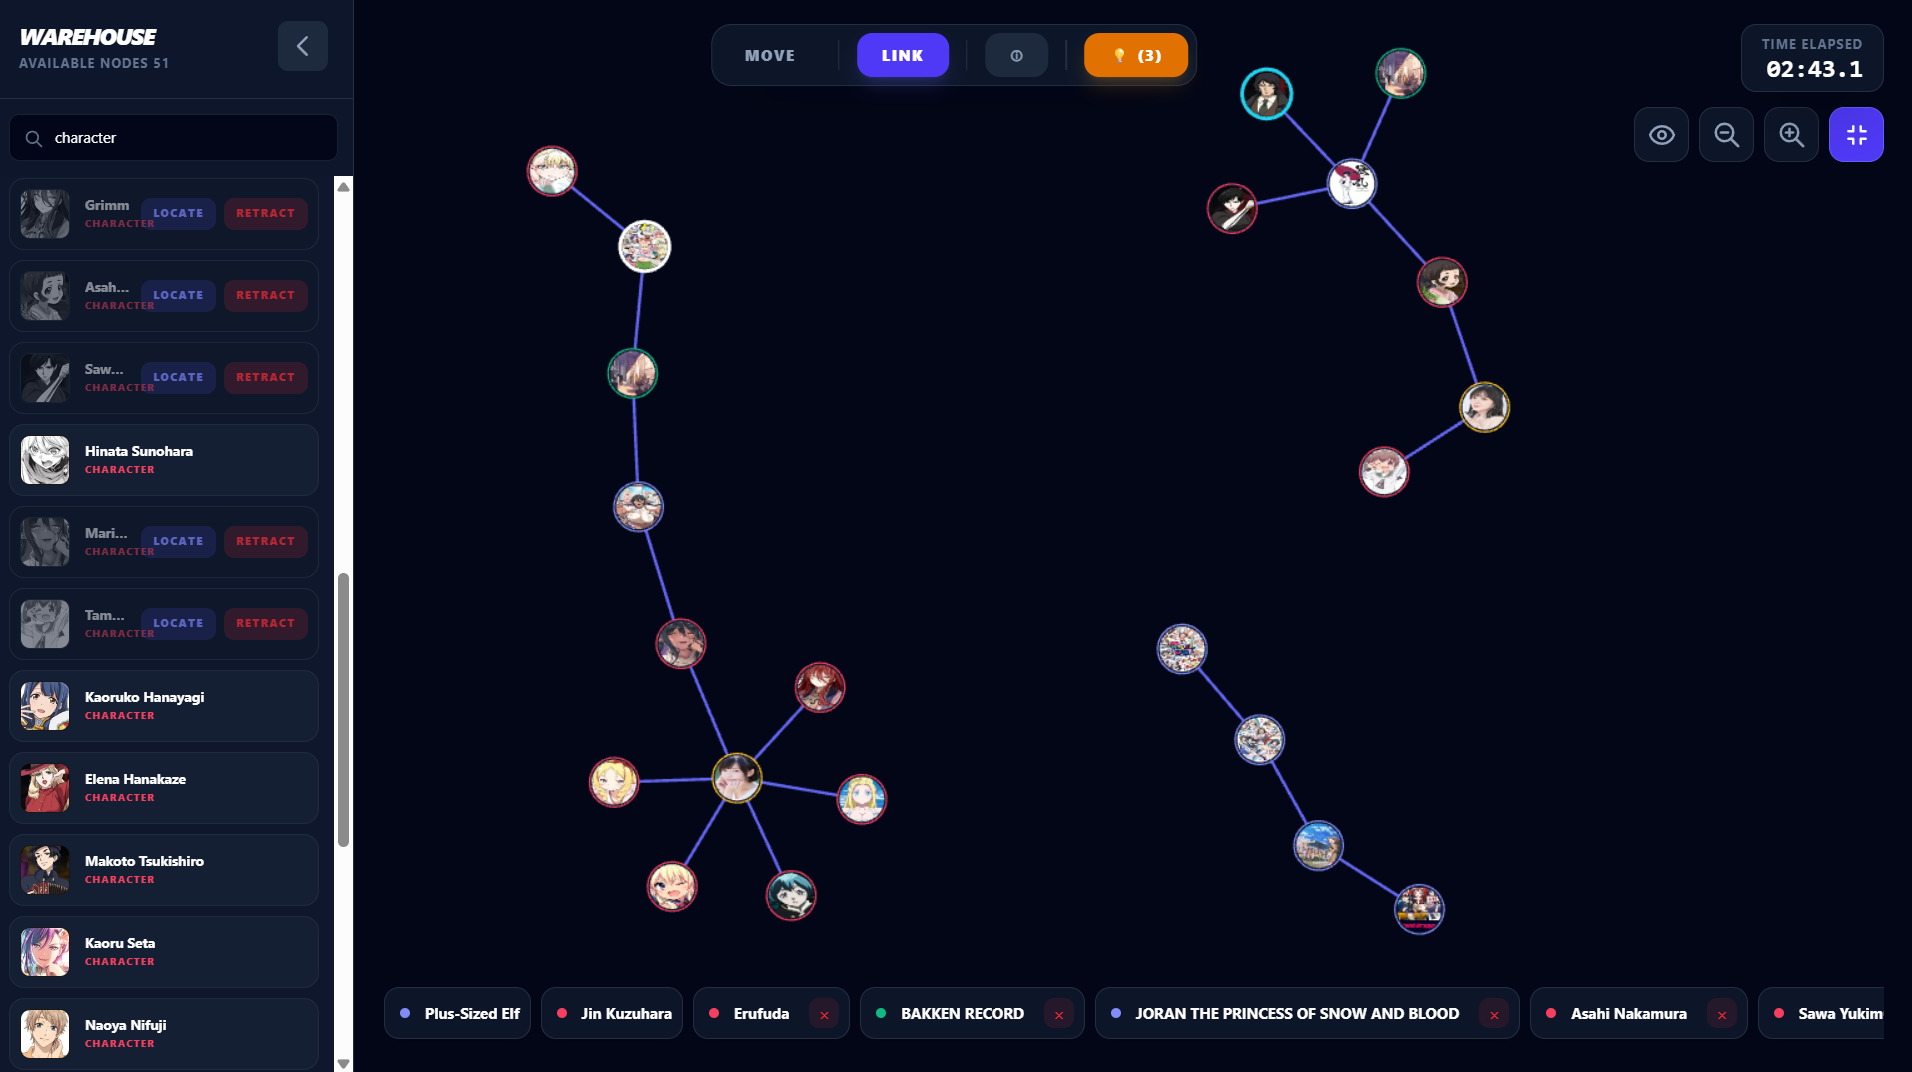 WAREHOUSE
AVAILABLE NODES 51
character
Grimm
CHARACTER
LOCATE
RETRACT
Asah...
CHARACTER
LOCATE
RETRACT
Saw...
CHARACTER
LOCATE
RETRACT
Hinata Sunohara
CHARACTER
Mari...
CHARACTER
LOCATE
RETRACT
Tam...
CHARACTER
LOCATE
RETRACT
Kaoruko Hanayagi
CHARACTER
Elena Hanakaze
CHARACTER
Makoto Tsukishiro
CHARACTER
Kaoru Seta
CHARACTER
Naoya Nifuji
CHARACTER
MOVE
LINK
(3)
TIME ELAPSED
02:43.1
Plus-Sized Elf
Jin Kuzuhara
Erufuda
BAKKEN RECORD
JORAN THE PRINCESS OF SNOW AND BLOOD
Asahi Nakamura
Sawa Yukim